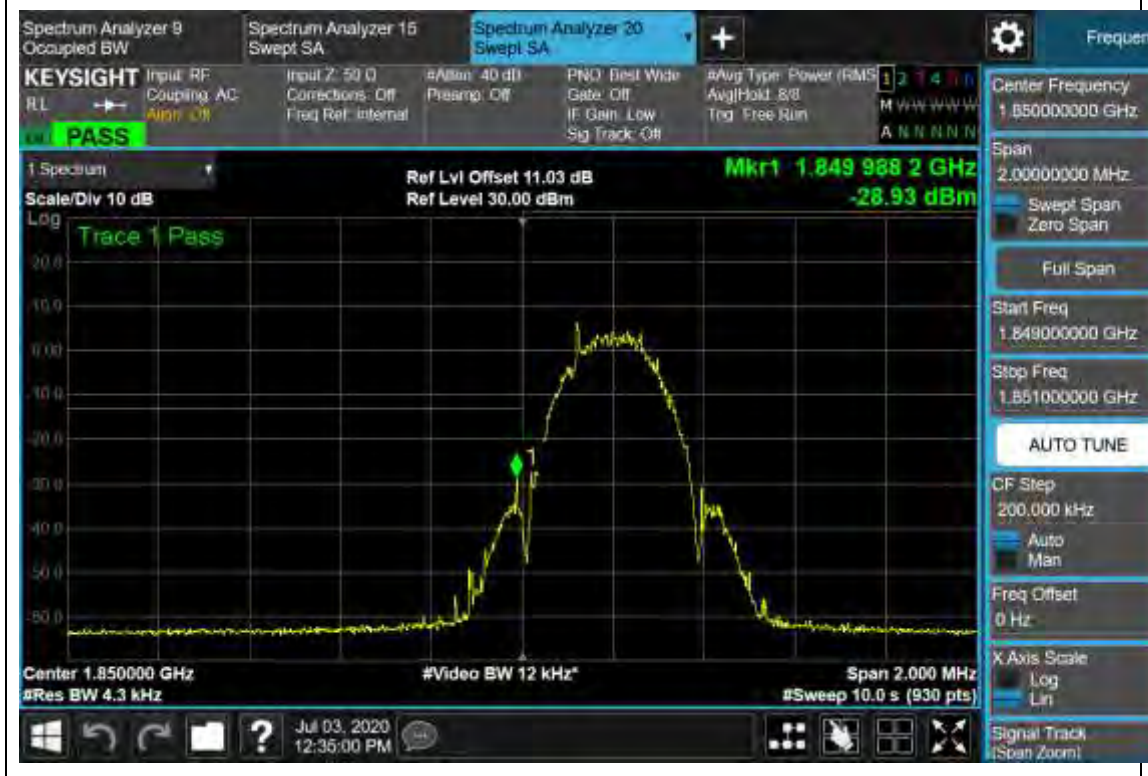 Spectrum Analyzer 9
Occupied BW
Spectrum Analyzer 15
Swept SA
Spectrum Analyzer 20
Swept SA
Frequen
KEYSIGHT
RL
PASS
Input: RF
Coupling: AC
Align: Off
Input Z: 50 Ω
Corrections: Off
Freq Ref: Internal
#Atten: 40 dB
Preamp: Off
PNO: Best Wide
Gate: Off
IF Gain: Low
Sig Track: Off
#Avg Type: Power (RMS
Avg|Hold: 8/8
Trig: Free Run
1 2 3 4 5 6
M W W W W W
A N N N N N
1 Spectrum
Scale/Div 10 dB
Ref Lvl Offset 11.03 dB
Ref Level 30.00 dBm
Mkr1 1.849 988 2 GHz
-28.93 dBm
Log
Trace 1 Pass
20.0
10.0
0.00
-10.0
-20.0
-30.0
-40.0
-50.0
-60.0
1
Center 1.850000 GHz
#Res BW 4.3 kHz
#Video BW 12 kHz*
Span 2.000 MHz
#Sweep 10.0 s (930 pts)
Center Frequency
1.850000000 GHz
Span
2.00000000 MHz
Swept Span
Zero Span
Full Span
Start Freq
1.849000000 GHz
Stop Freq
1.851000000 GHz
AUTO TUNE
CF Step
200.000 kHz
Auto
Man
Freq Offset
0 Hz
X Axis Scale
Log
Lin
Signal Track
(Span Zoom)
?
Jul 03, 2020
12:35:00 PM